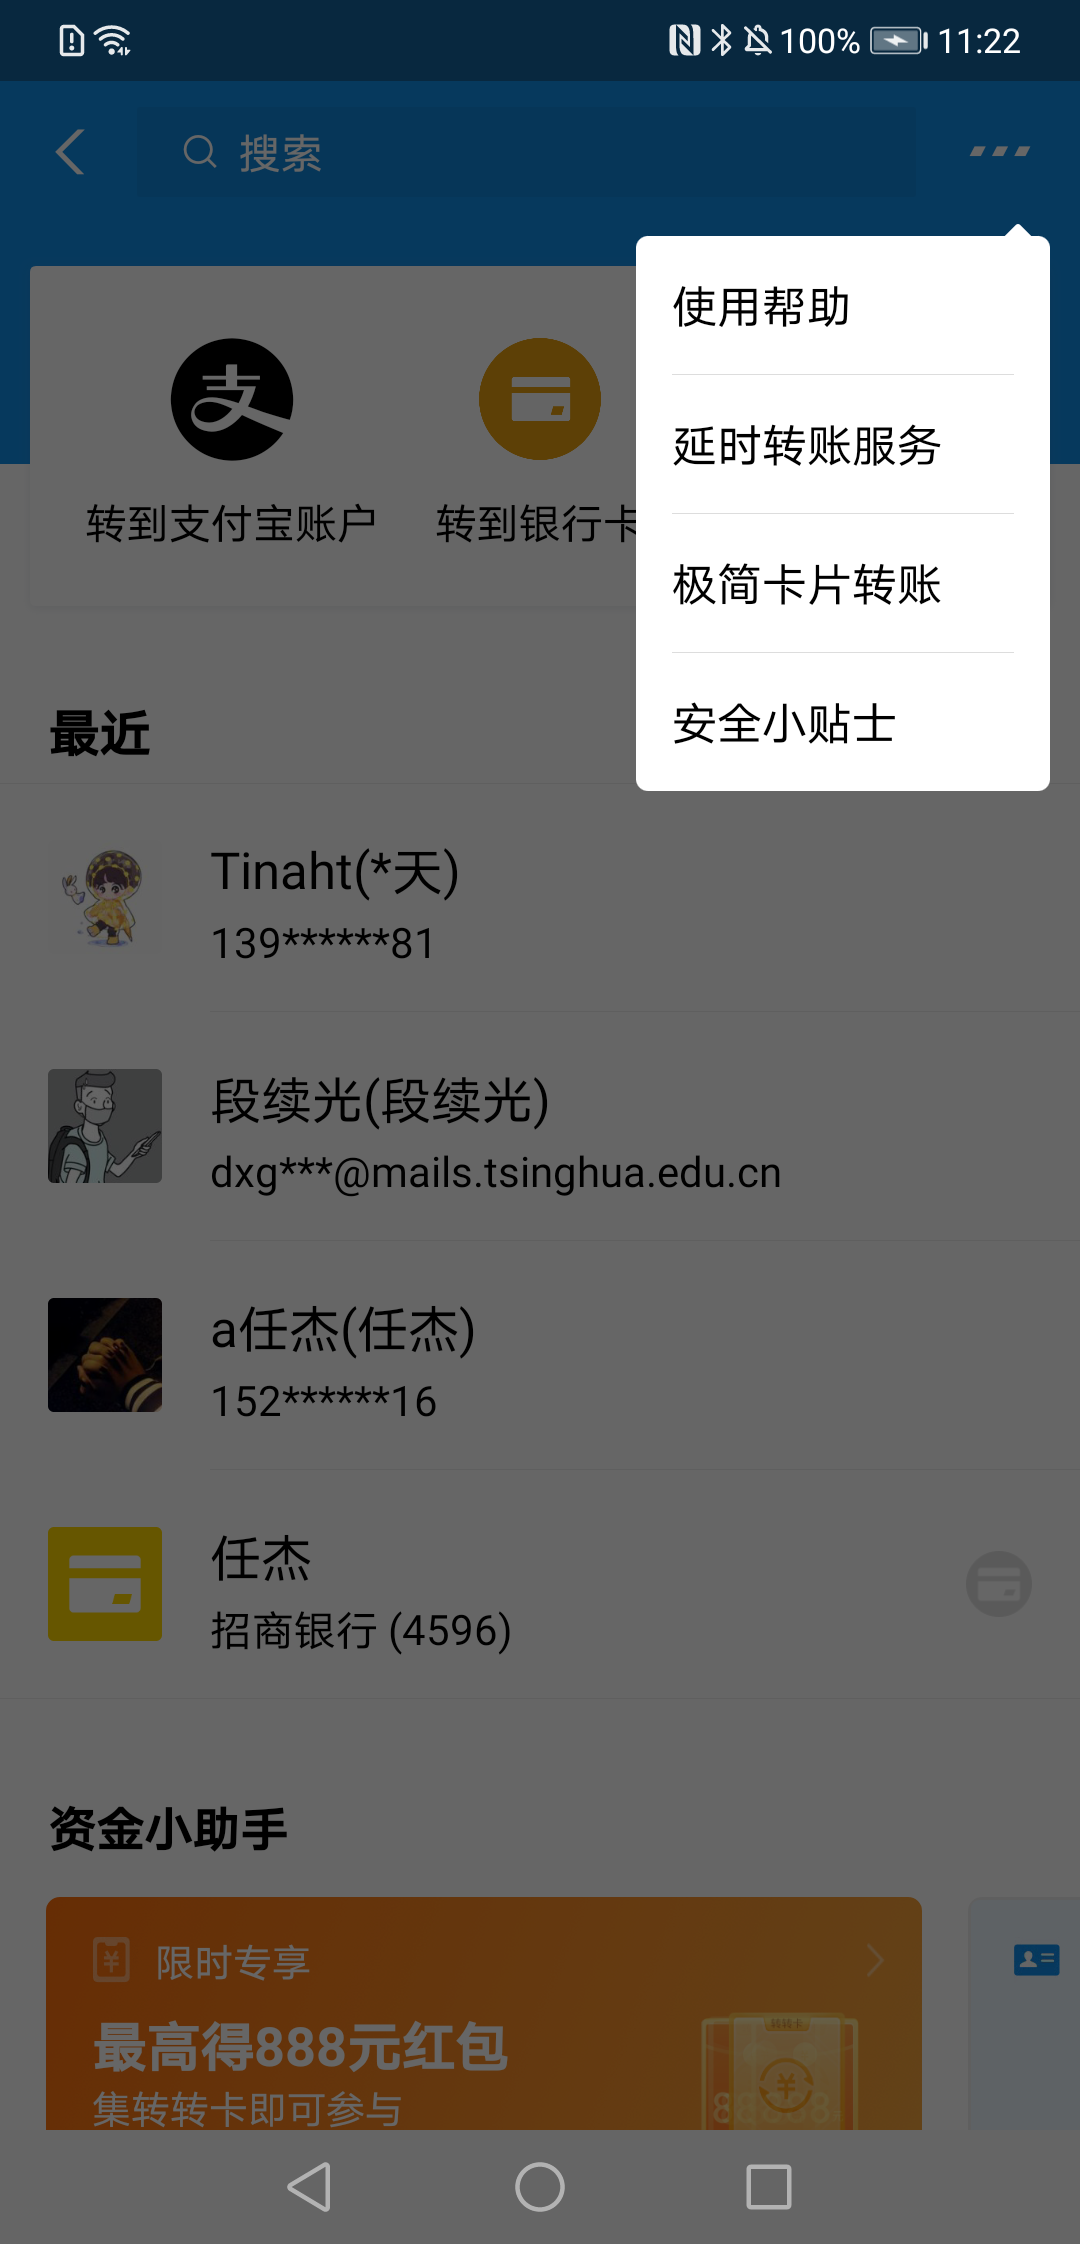 100% 11:22
搜索
使用帮助
延时转账服务
极简卡片转账
安全小贴士
支
转到支付宝账户
转到银行卡
最近
Tinaht(*天)
139******81
段续光(段续光)
dxg***@mails.tsinghua.edu.cn
a任杰(任杰)
152******16
任杰
招商银行 (4596)
资金小助手
限时专享
最高得888元红包
集转转卡即可参与